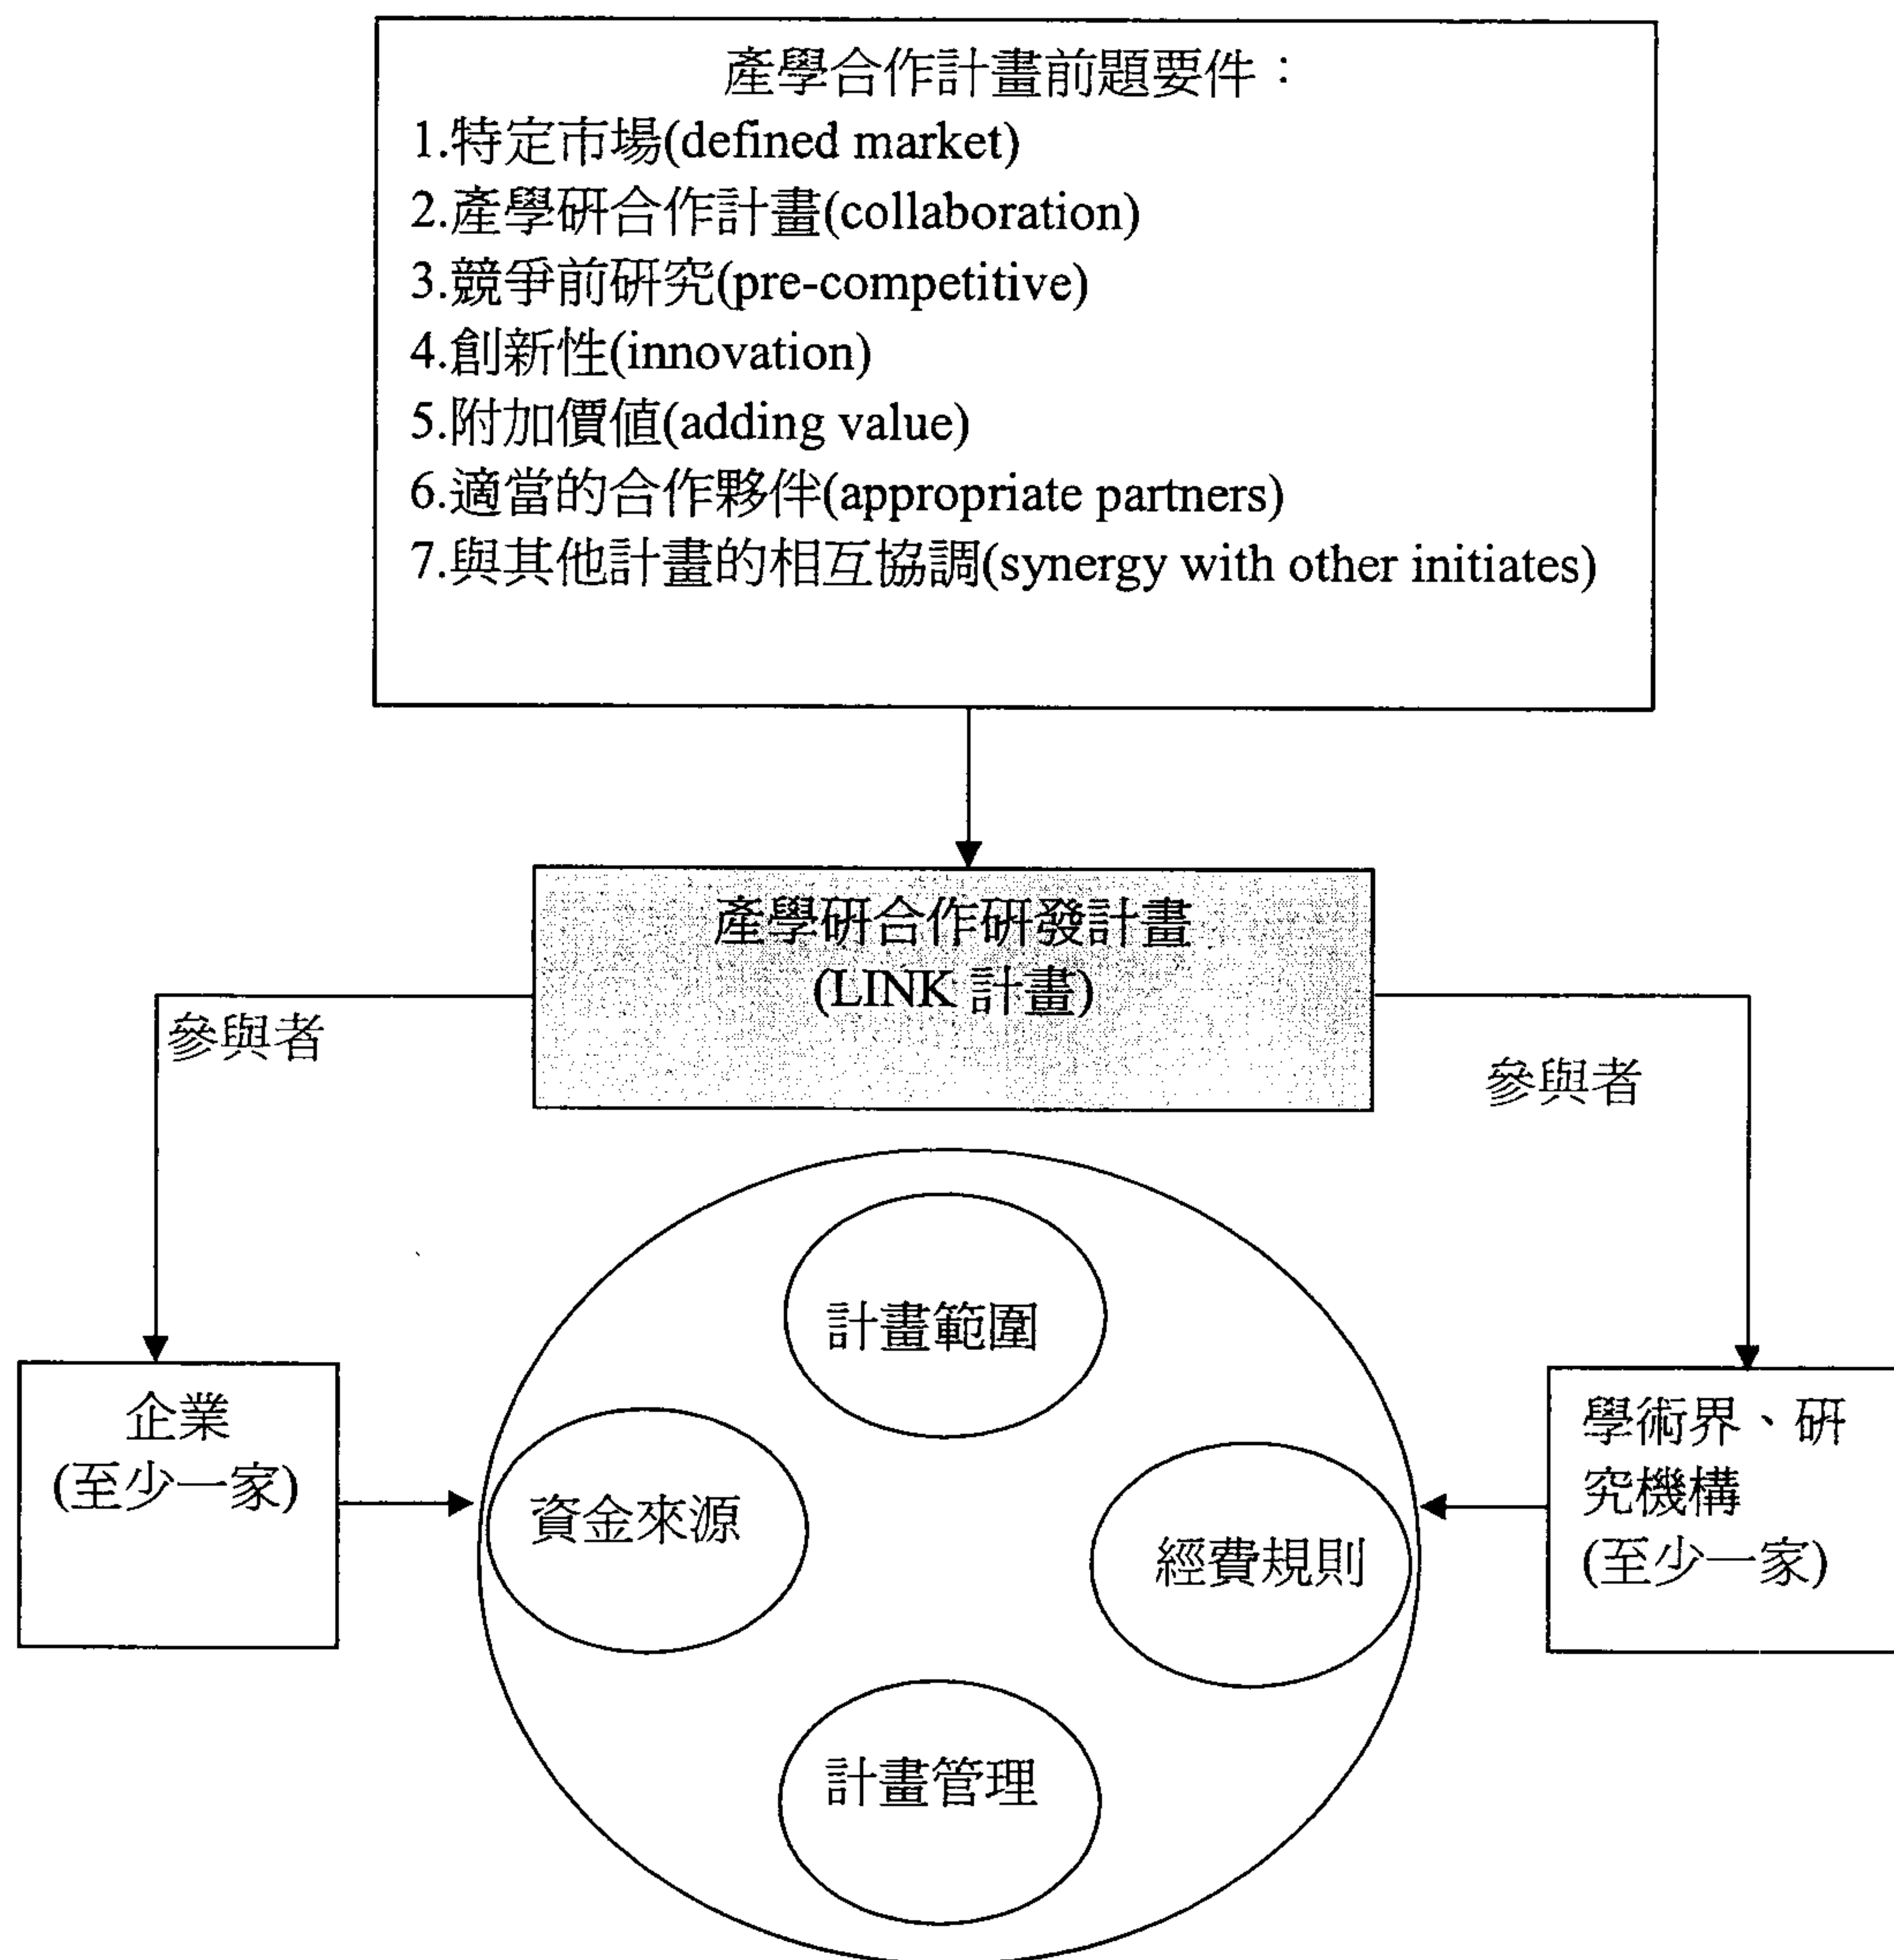 產學合作計畫前題要件：
1.特定市場(defined market)
2.產學研合作計畫(collaboration)
3.競爭前研究(pre-competitive)
4.創新性(innovation)
5.附加價值(adding value)
6.適當的合作夥伴(appropriate partners)
7.與其他計畫的相互協調(synergy with other initiates)
產學研合作研發計畫
(LINK 計畫)
參與者
參與者
計畫範圍
企業
(至少一家)
學術界、研
究機構
(至少一家)
資金來源
經費規則
計畫管理